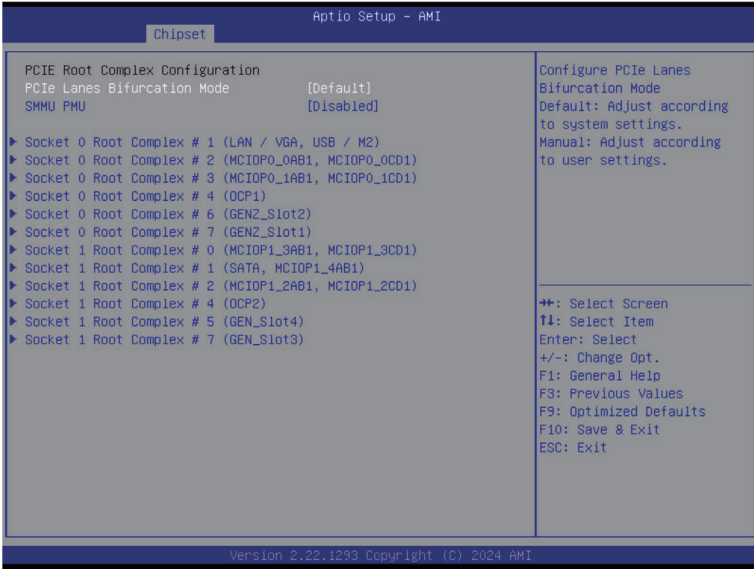 Aptio Setup – AMI
Chipset
PCIE Root Complex Configuration
PCIe Lanes Bifurcation Mode [Default]
SMMU PMU [Disabled]
▶ Socket 0 Root Complex # 1 (LAN / VGA, USB / M2)
▶ Socket 0 Root Complex # 2 (MCIOP0_0AB1, MCIOP0_0CD1)
▶ Socket 0 Root Complex # 3 (MCIOP0_1AB1, MCIOP0_1CD1)
▶ Socket 0 Root Complex # 4 (OCP1)
▶ Socket 0 Root Complex # 6 (GENZ_Slot2)
▶ Socket 0 Root Complex # 7 (GENZ_Slot1)
▶ Socket 1 Root Complex # 0 (MCIOP1_3AB1, MCIOP1_3CD1)
▶ Socket 1 Root Complex # 1 (SATA, MCIOP1_4AB1)
▶ Socket 1 Root Complex # 2 (MCIOP1_2AB1, MCIOP1_2CD1)
▶ Socket 1 Root Complex # 4 (OCP2)
▶ Socket 1 Root Complex # 5 (GEN_Slot4)
▶ Socket 1 Root Complex # 7 (GEN_Slot3)
Configure PCIe Lanes
Bifurcation Mode
Default: Adjust according
to system settings.
Manual: Adjust according
to user settings.
→←: Select Screen
↑↓: Select Item
Enter: Select
+/-: Change Opt.
F1: General Help
F3: Previous Values
F9: Optimized Defaults
F10: Save & Exit
ESC: Exit
Version 2.22.1293 Copyright (C) 2024 AMI